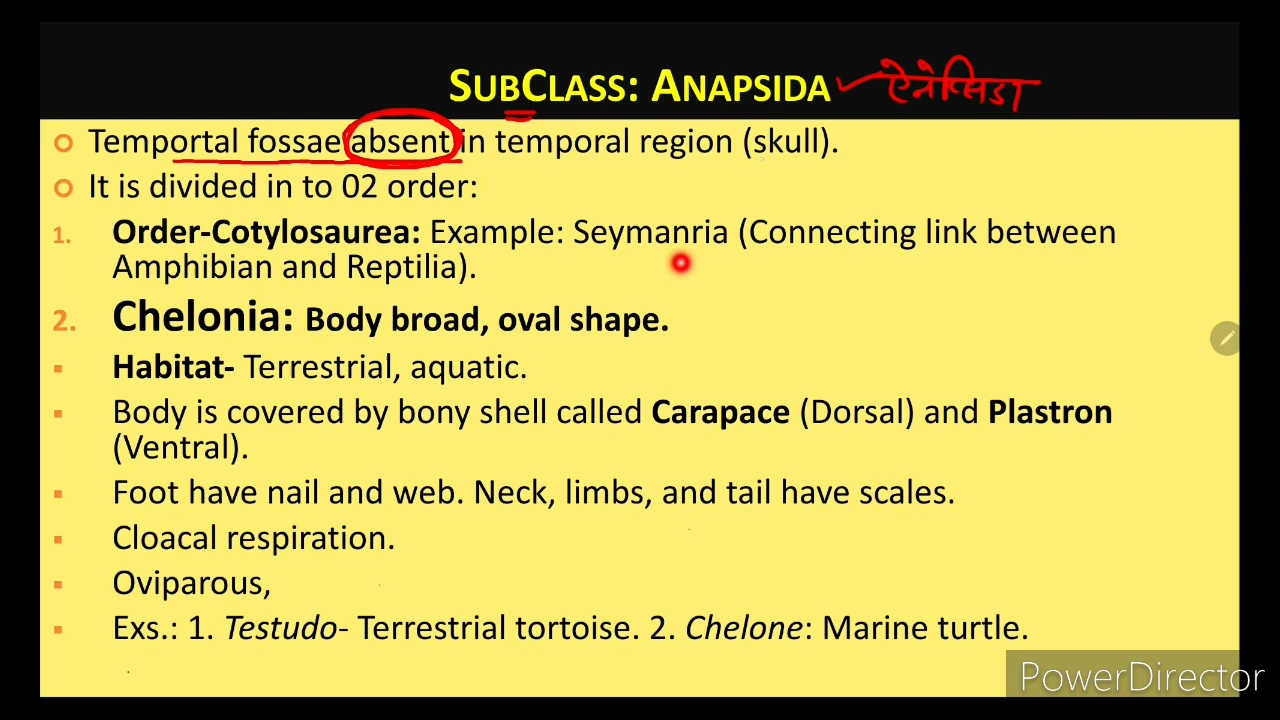 SUBCLASS: ANAPSIDA ऐनेप्सिडा
Temportal fossae absent in temporal region (skull).
It is divided in to 02 order:
1. Order-Cotylosaurea: Example: Seymanria (Connecting link between
Amphibian and Reptilia).
2. Chelonia: Body broad, oval shape.
Habitat- Terrestrial, aquatic.
Body is covered by bony shell called Carapace (Dorsal) and Plastron
(Ventral).
Foot have nail and web. Neck, limbs, and tail have scales.
Cloacal respiration.
Oviparous,
Exs.: 1. Testudo- Terrestrial tortoise. 2. Chelone: Marine turtle.
PowerDirector